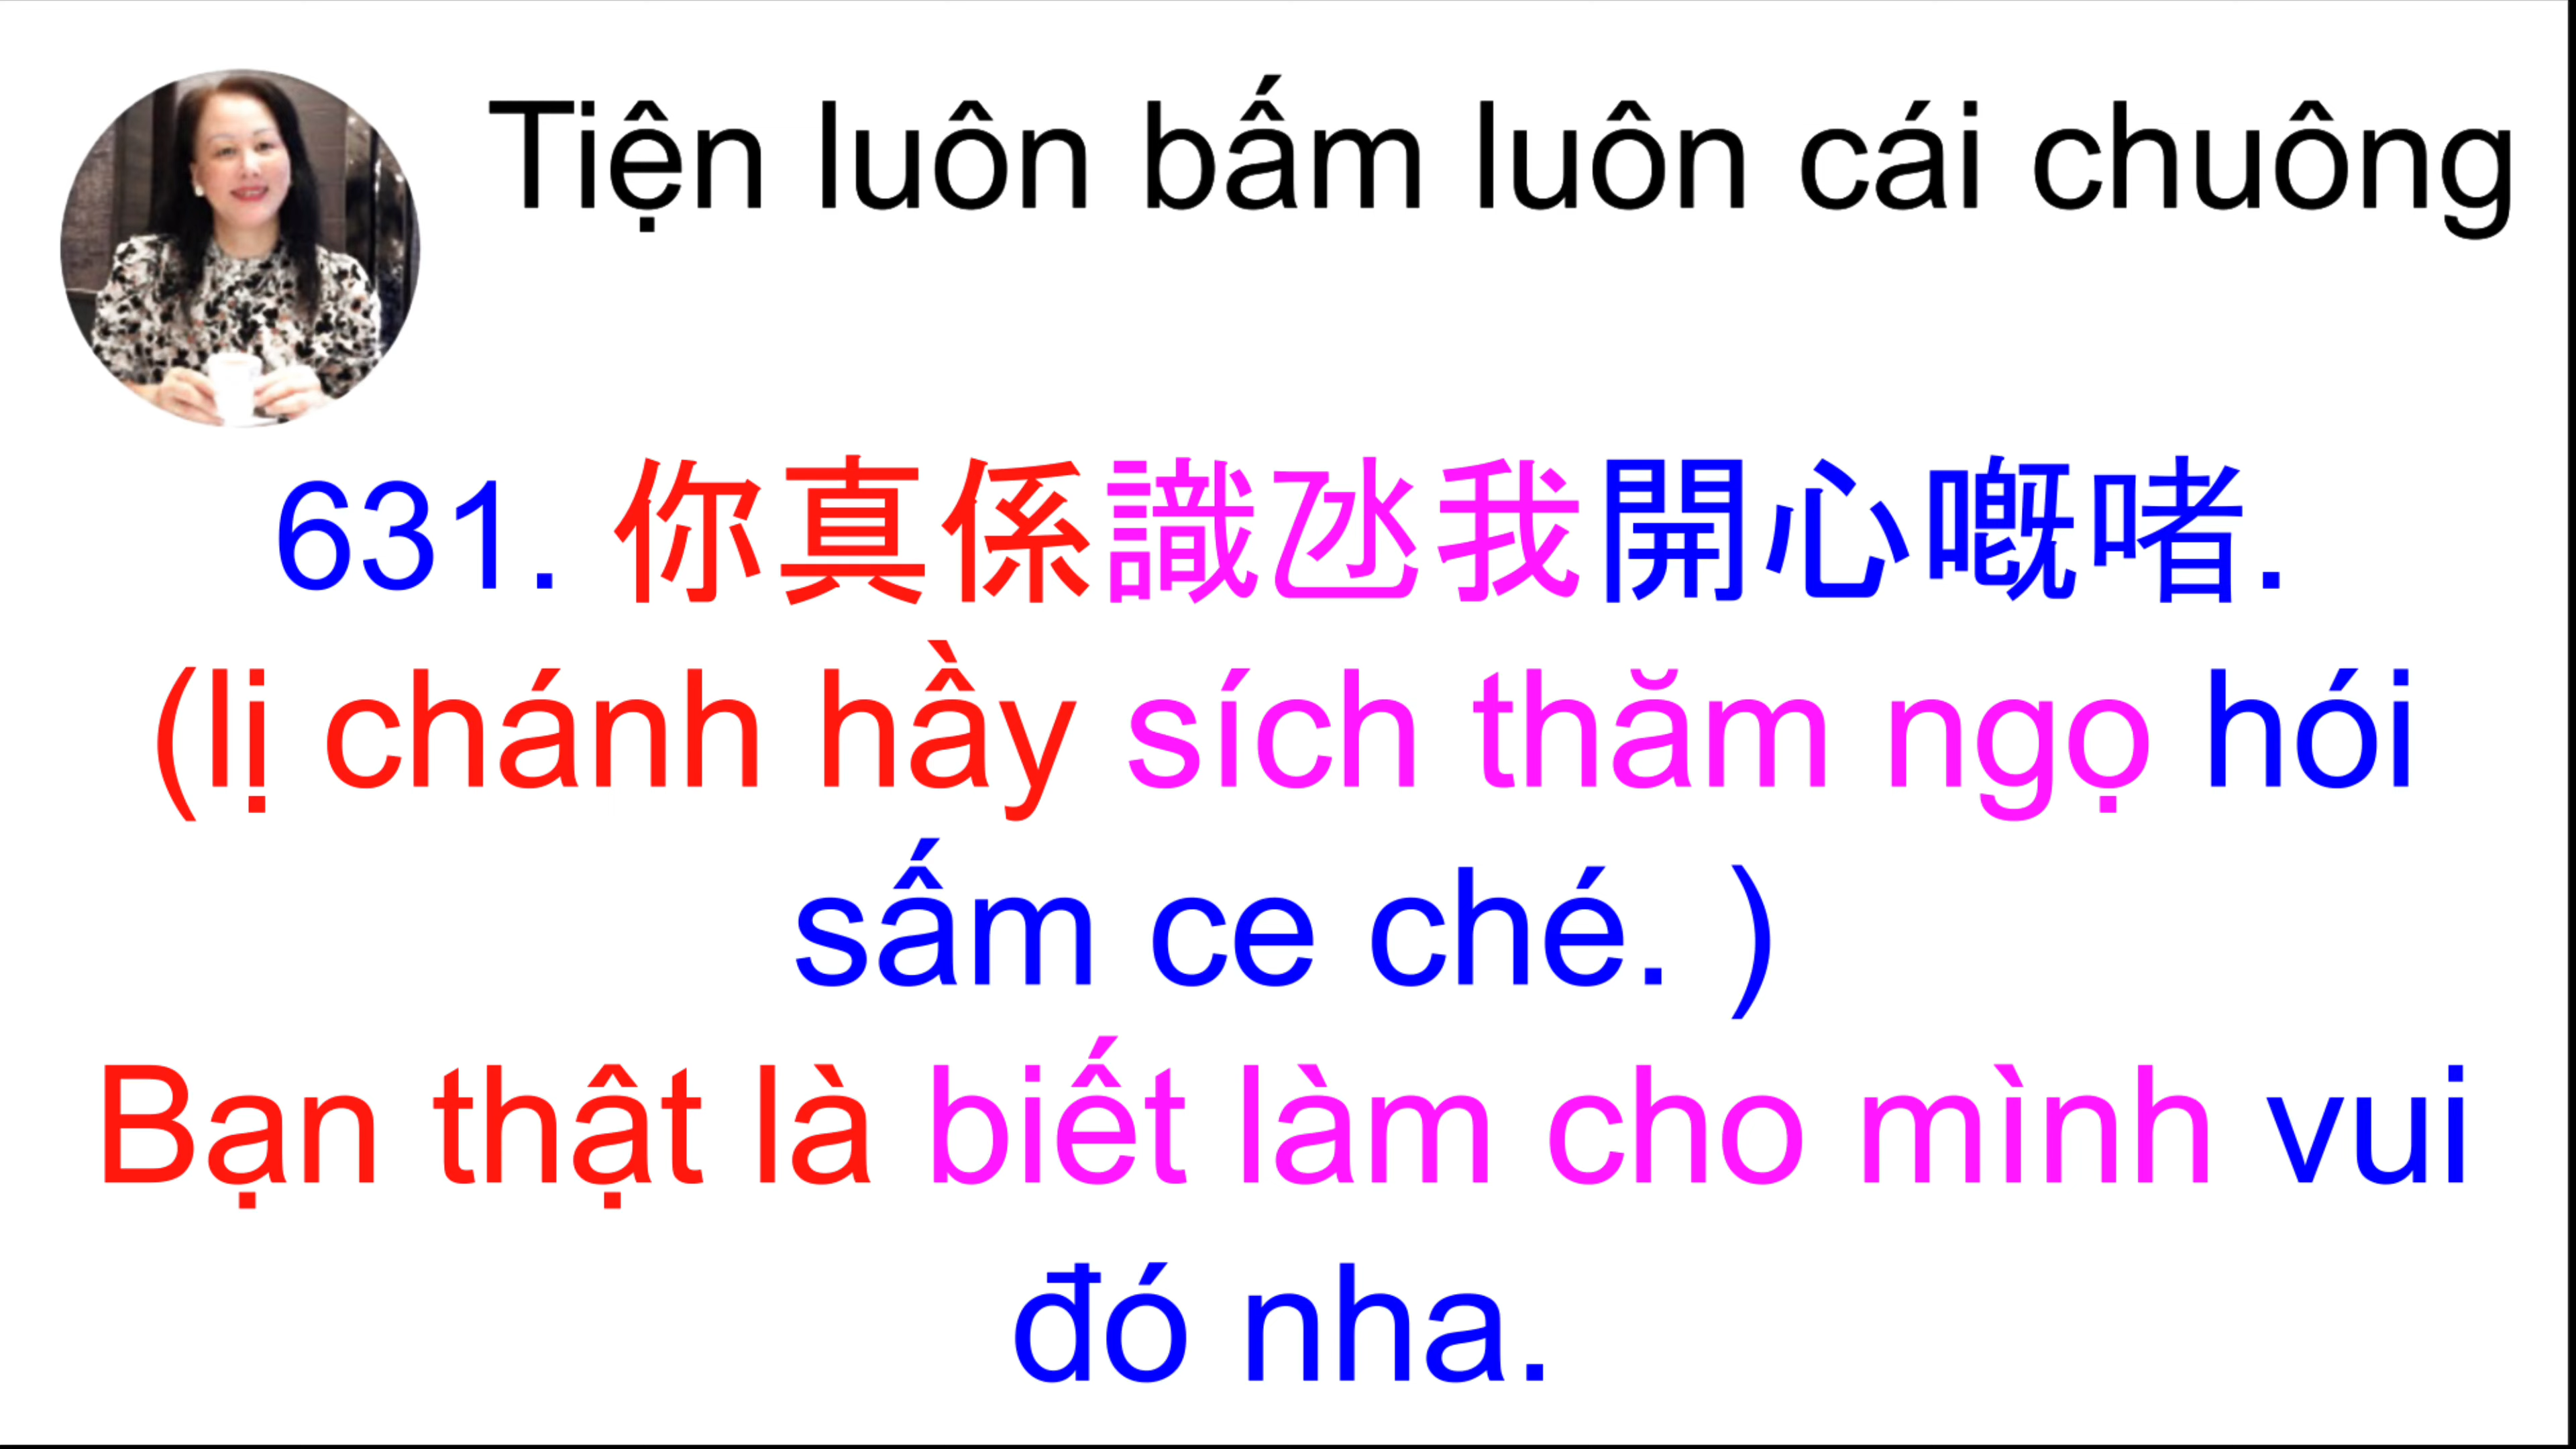 Tiện luôn bấm luôn cái chuông
631. 你真係識氹我開心嘅啫.
(lị chánh hầy sích thăm ngọ hói
sấm ce ché. )
Bạn thật là biết làm cho mình vui
đó nha.